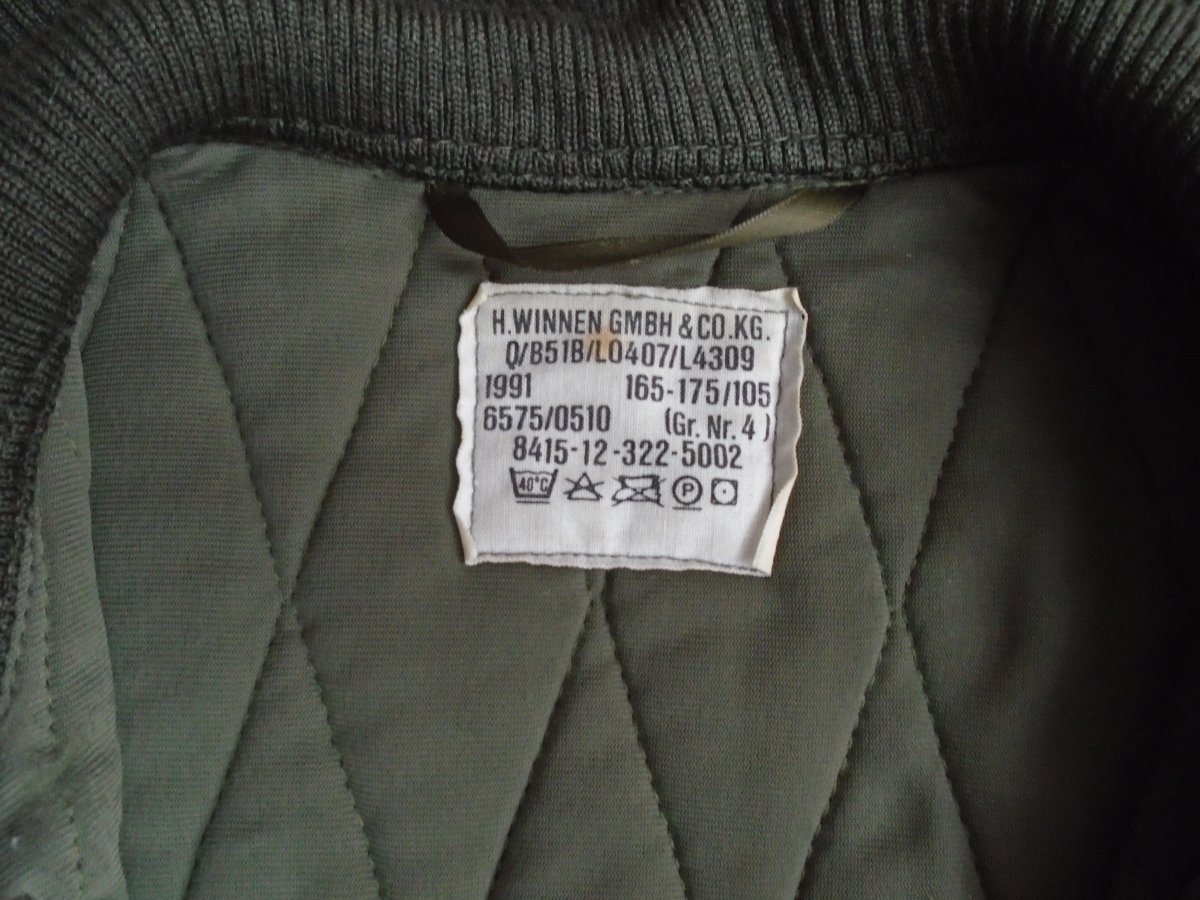 H.WINNEN GMBH & CO.KG.
Q/B51B/L0407/L4309
1991 165-175/105
6575/0510 (Gr. Nr. 4 )
8415-12-322-5002
40°C P